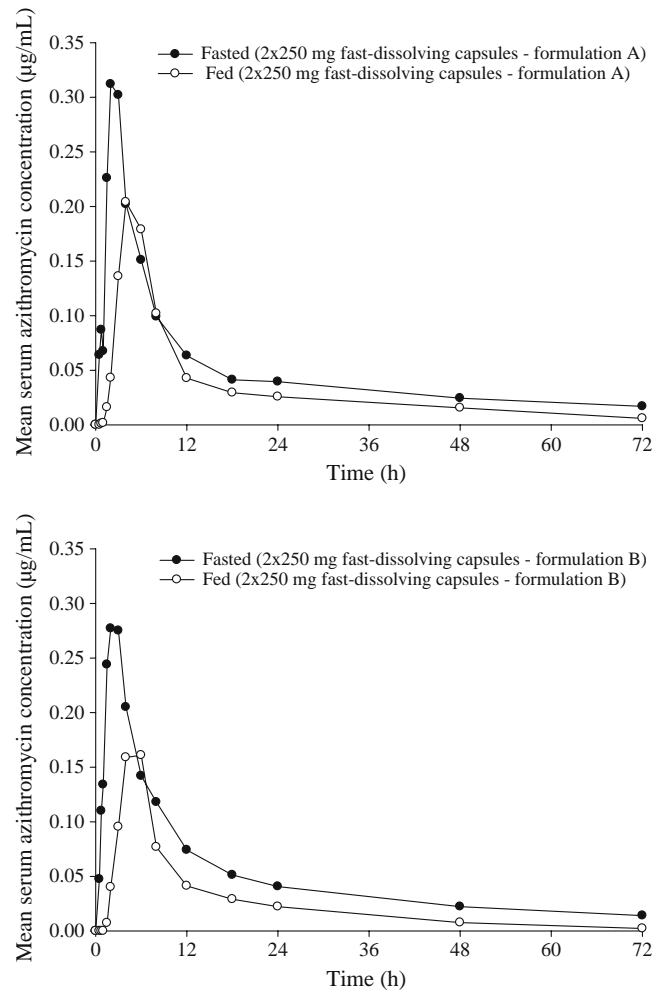 0.35
Fasted (2x250 mg fast-dissolving capsules - formulation A)
Fed (2x250 mg fast-dissolving capsules - formulation A)
0.30
0.25
0.20
0.15
0.10
0.05
0.00
Mean serum azithromycin concentration (µg/mL)
0 12 24 36 48 60 72
Time (h)
0.35
Fasted (2x250 mg fast-dissolving capsules - formulation B)
Fed (2x250 mg fast-dissolving capsules - formulation B)
0.30
0.25
0.20
0.15
0.10
0.05
0.00
Mean serum azithromycin concentration (µg/mL)
0 12 24 36 48 60 72
Time (h)